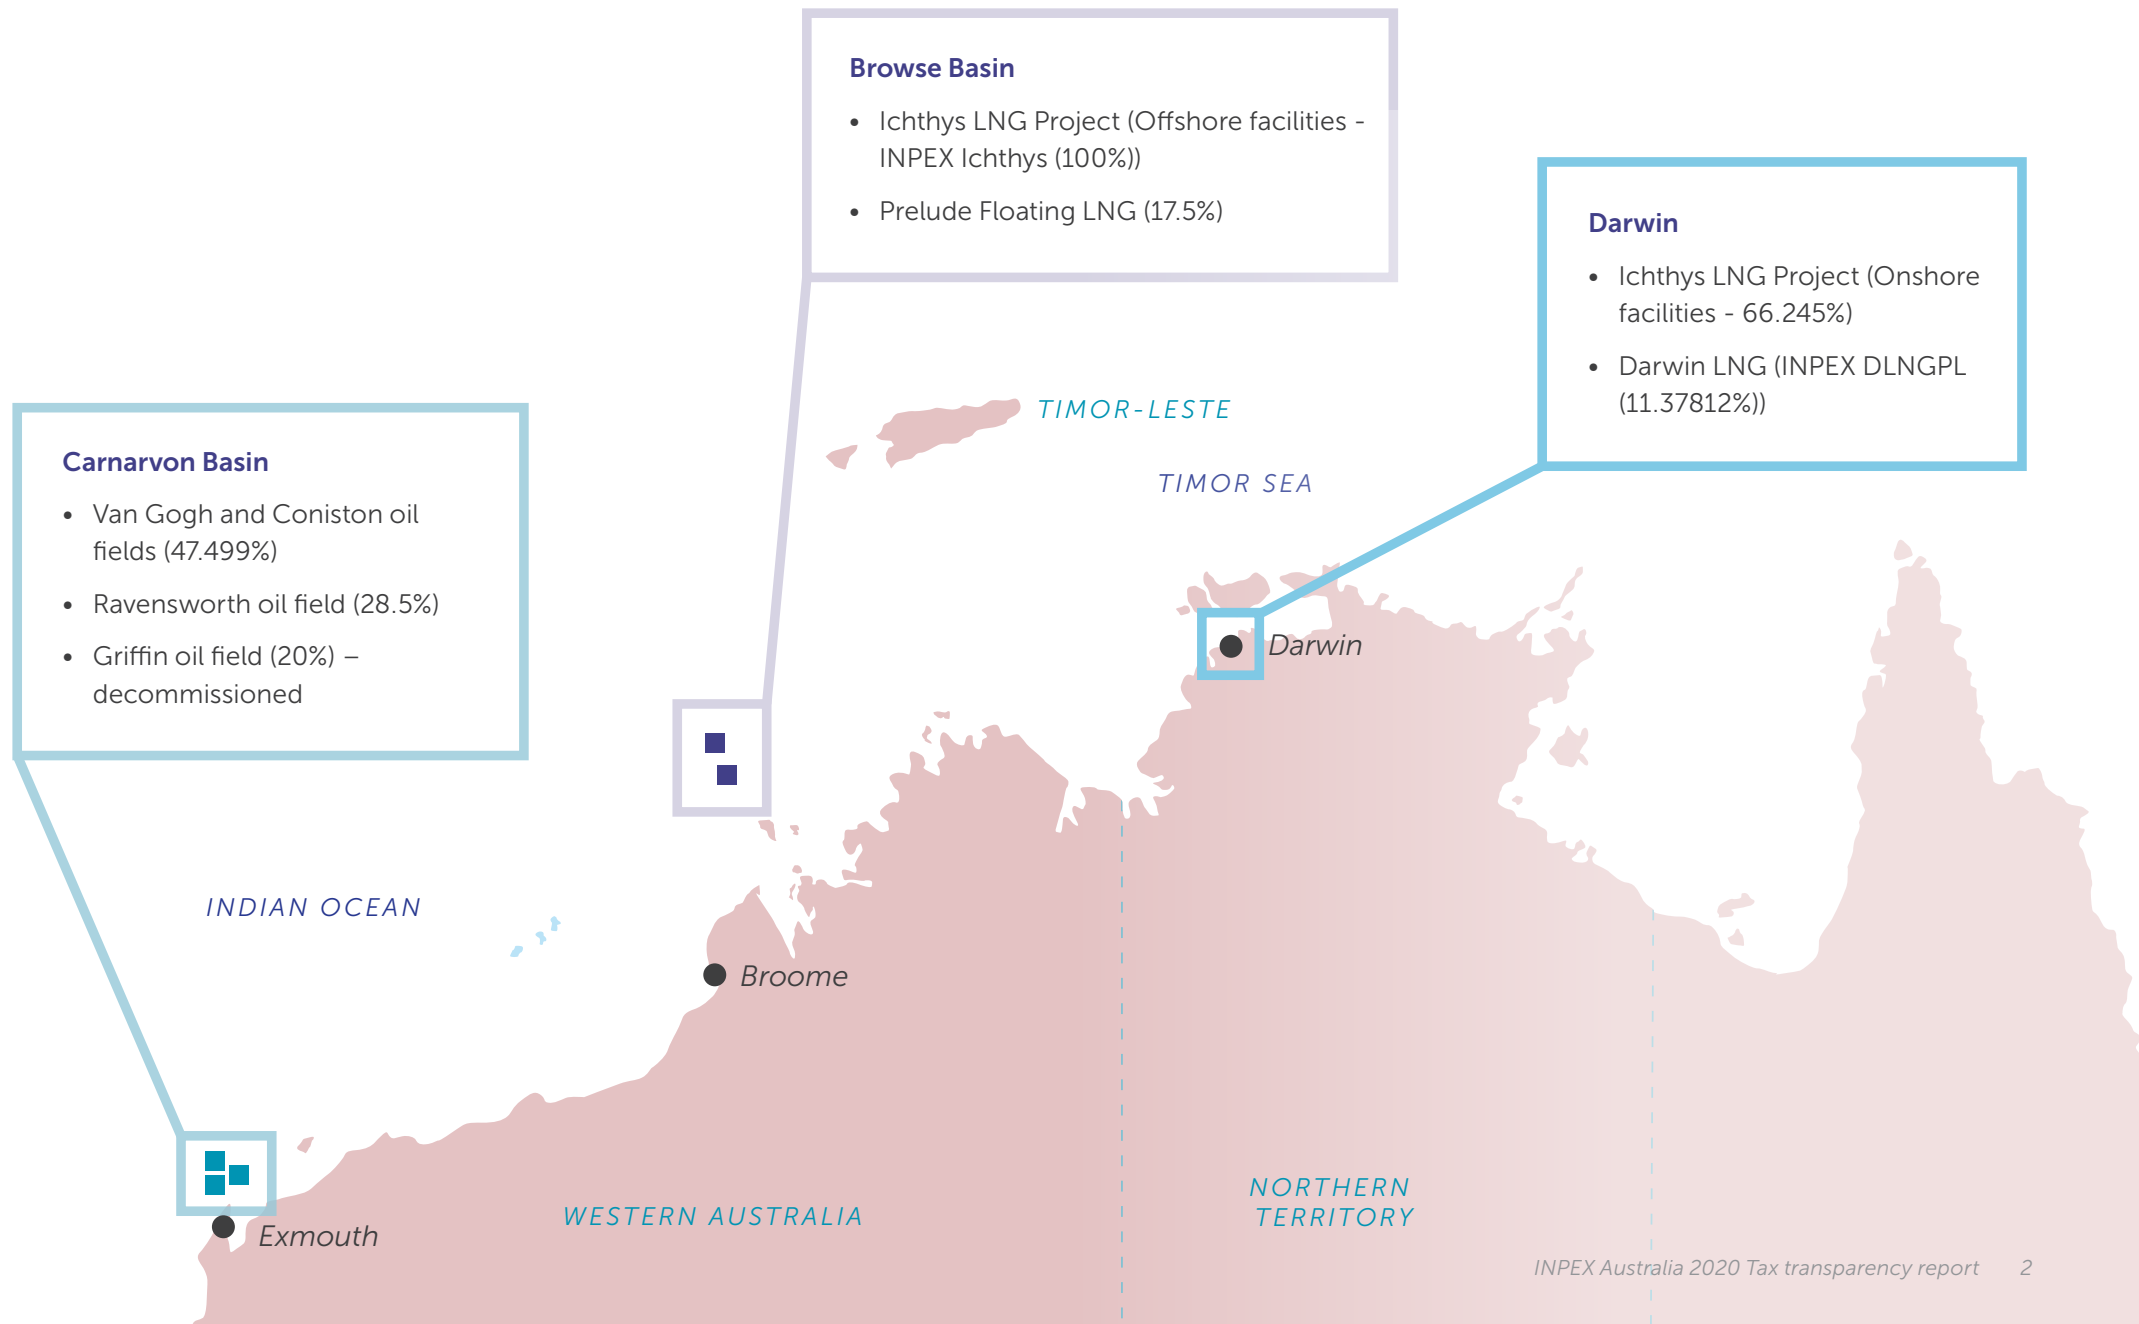 Browse Basin
• Ichthys LNG Project (Offshore facilities -
INPEX Ichthys (100%))
• Prelude Floating LNG (17.5%)
Darwin
• Ichthys LNG Project (Onshore
facilities - 66.245%)
• Darwin LNG (INPEX DLNGPL
(11.37812%))
Carnarvon Basin
• Van Gogh and Coniston oil
fields (47.499%)
• Ravensworth oil field (28.5%)
• Griffin oil field (20%) –
decommissioned
TIMOR-LESTE
TIMOR SEA
Darwin
INDIAN OCEAN
Broome
Exmouth
WESTERN AUSTRALIA
NORTHERN
TERRITORY
INPEX Australia 2020 Tax transparency report 2